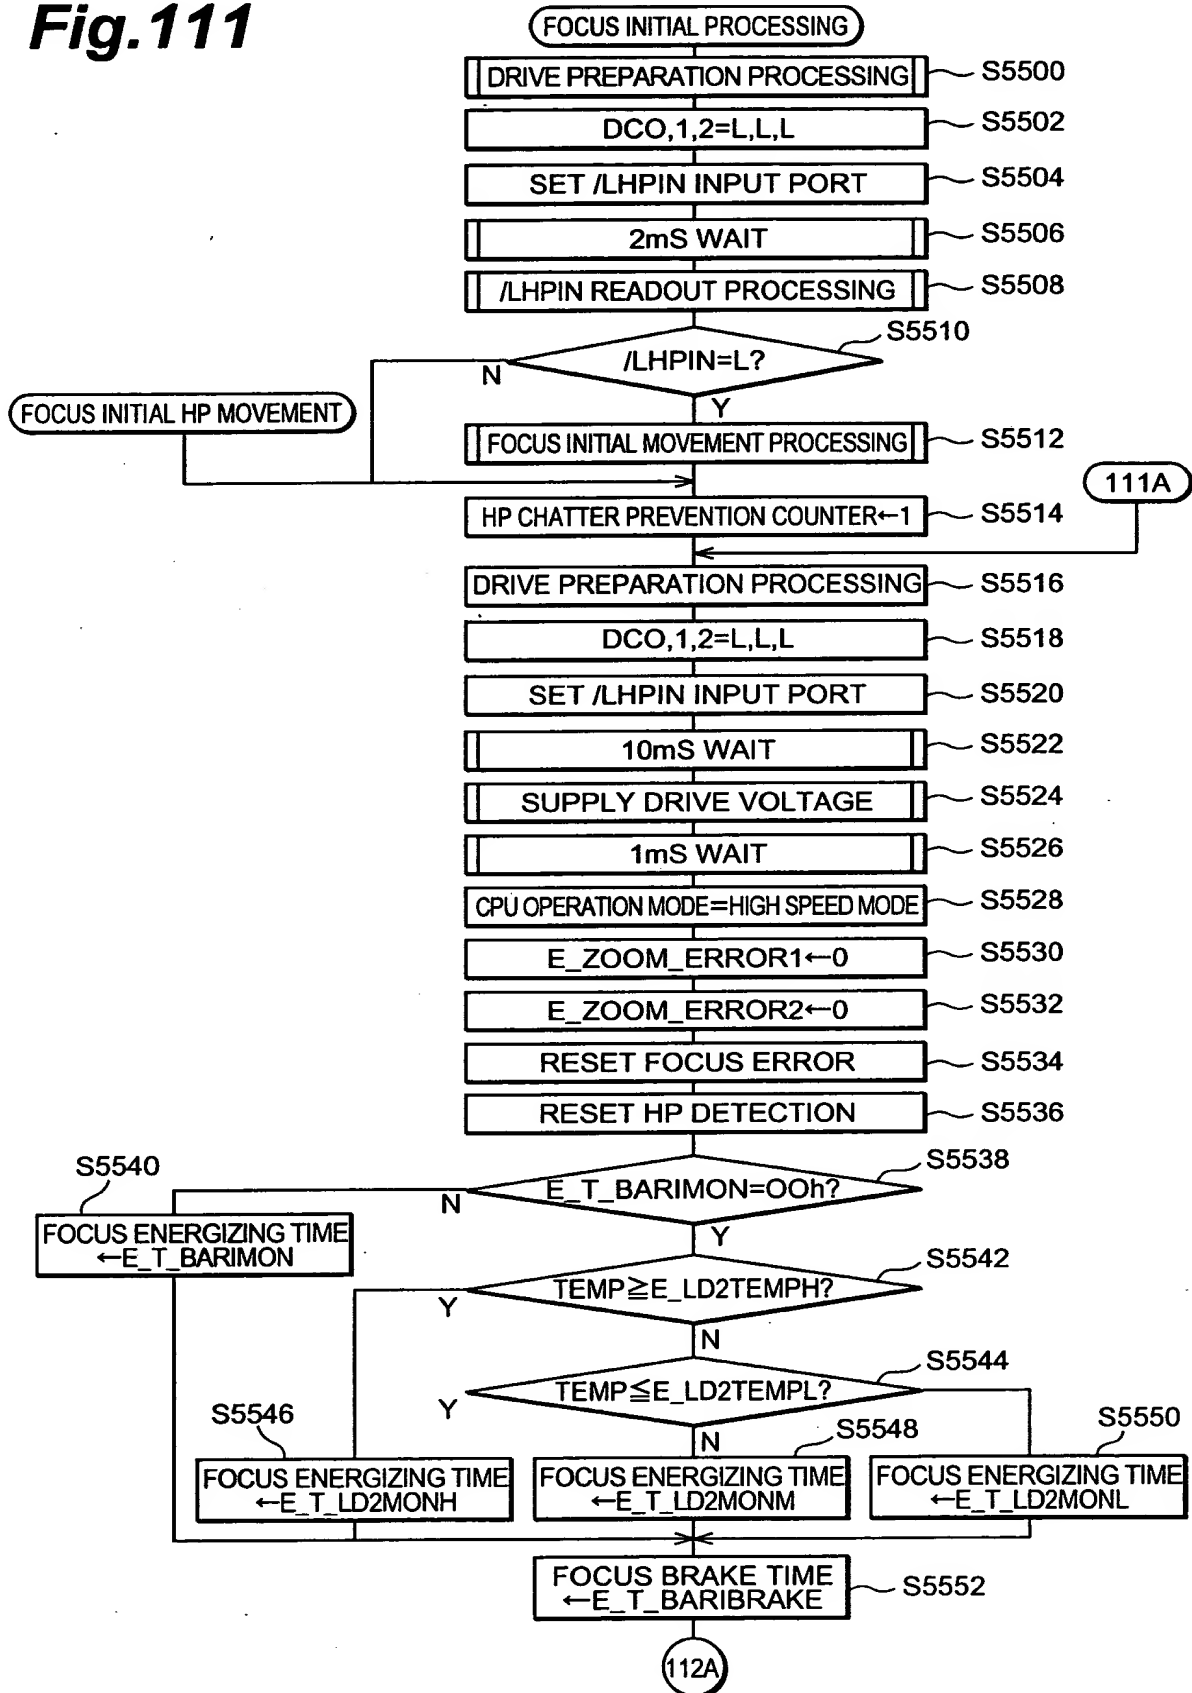 Fig.111
FOCUS INITIAL PROCESSING
DRIVE PREPARATION PROCESSING
S5500
DCO,1,2=L,L,L
S5502
SET /LHPIN INPUT PORT
S5504
2mS WAIT
S5506
/LHPIN READOUT PROCESSING
S5508
S5510
/LHPIN=L?
N
Y
FOCUS INITIAL HP MOVEMENT
FOCUS INITIAL MOVEMENT PROCESSING
S5512
111A
HP CHATTER PREVENTION COUNTER←1
S5514
DRIVE PREPARATION PROCESSING
S5516
DCO,1,2=L,L,L
S5518
SET /LHPIN INPUT PORT
S5520
10mS WAIT
S5522
SUPPLY DRIVE VOLTAGE
S5524
1mS WAIT
S5526
CPU OPERATION MODE=HIGH SPEED MODE
S5528
E_ZOOM_ERROR1←0
S5530
E_ZOOM_ERROR2←0
S5532
RESET FOCUS ERROR
S5534
RESET HP DETECTION
S5536
S5538
E_T_BARIMON=OOh?
N
Y
S5540
FOCUS ENERGIZING TIME
←E_T_BARIMON
S5542
TEMP≧E_LD2TEMPH?
Y
N
S5544
TEMP≦E_LD2TEMPL?
Y
N
S5546
FOCUS ENERGIZING TIME
←E_T_LD2MONH
S5548
FOCUS ENERGIZING TIME
←E_T_LD2MONM
S5550
FOCUS ENERGIZING TIME
←E_T_LD2MONL
FOCUS BRAKE TIME
←E_T_BARIBRAKE
S5552
112A